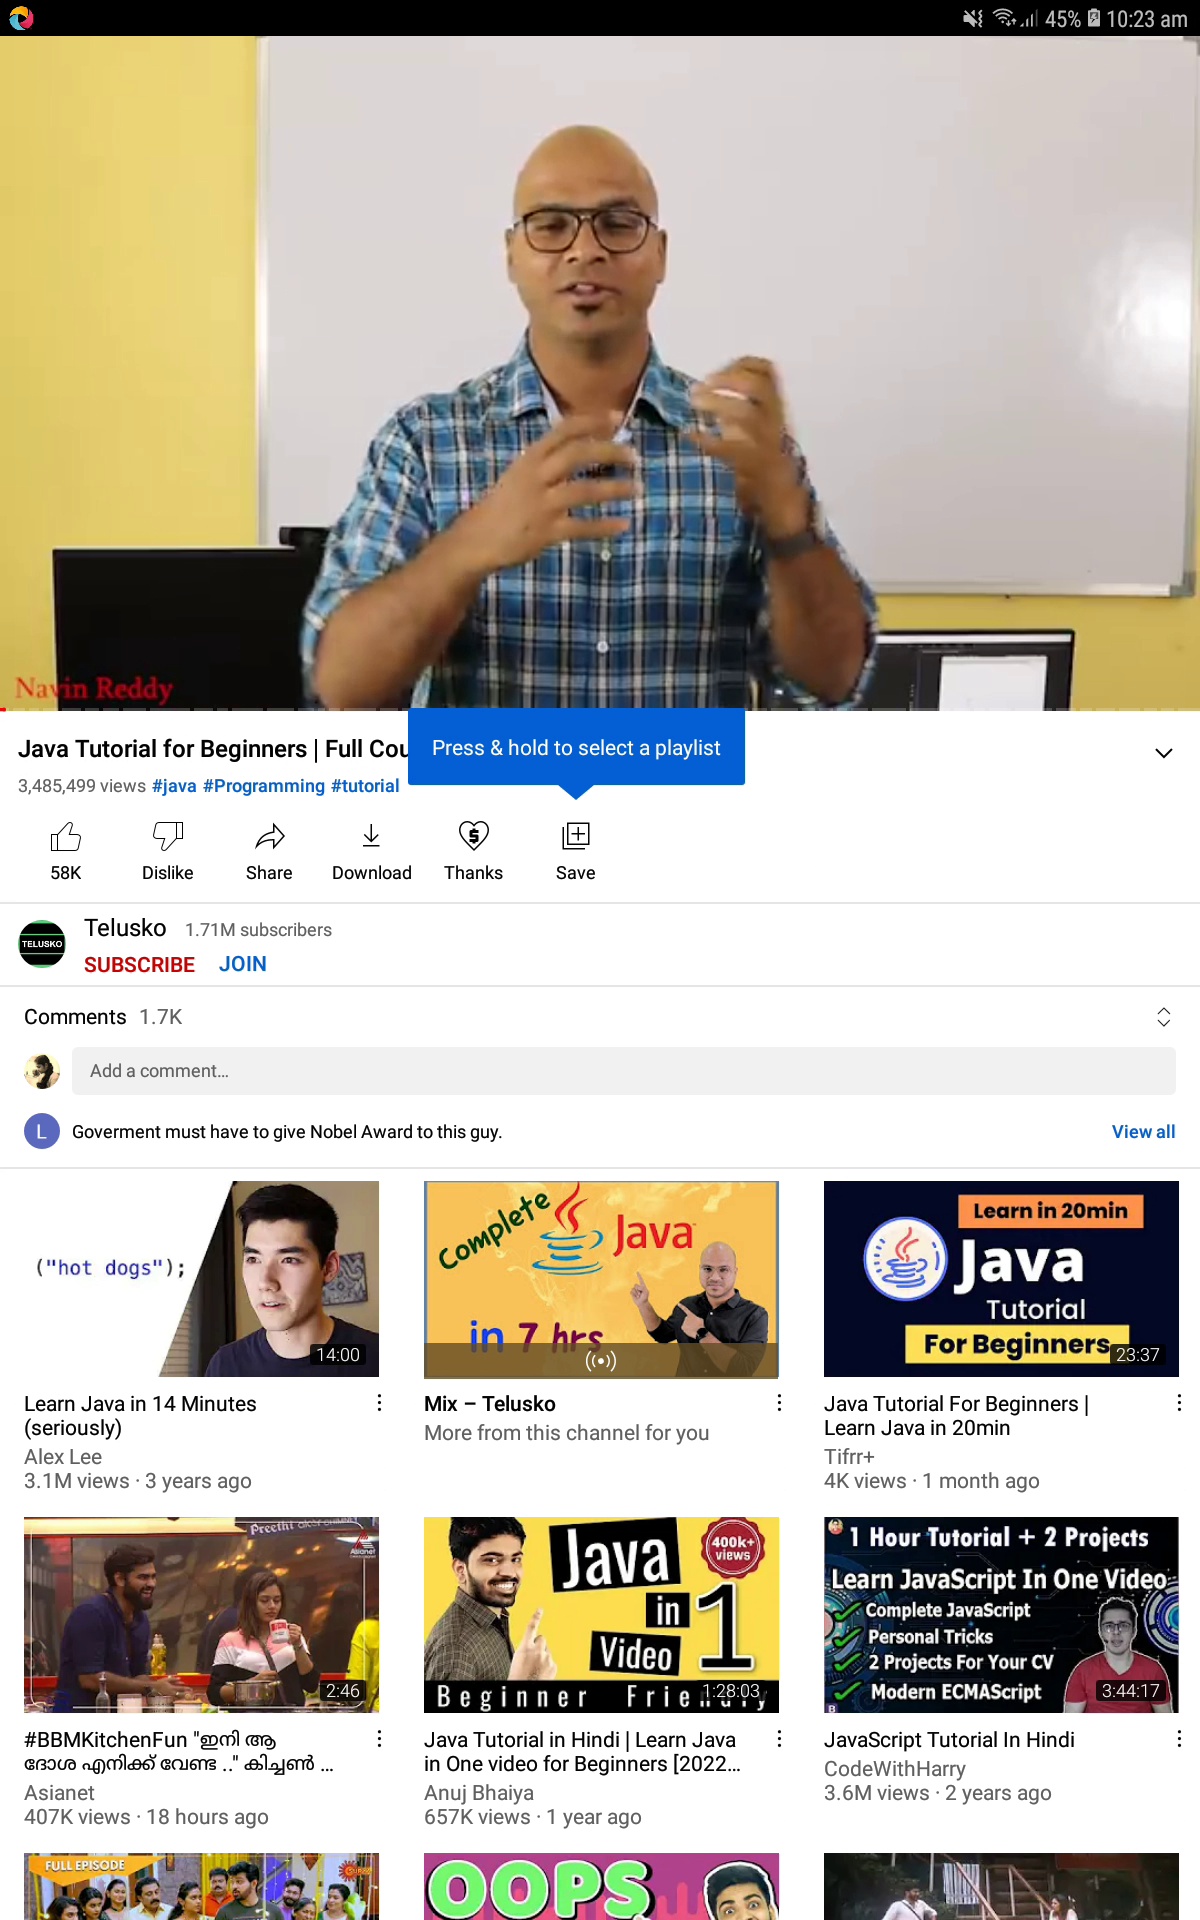 45% 10:23 am
Navin Reddy
Java Tutorial for Beginners | Full Cou
Press & hold to select a playlist
3,485,499 views #java #Programming #tutorial
58K
Dislike
Share
Download
Thanks
Save
TELUSKO
Telusko 1.71M subscribers
SUBSCRIBE JOIN
Comments 1.7K
Add a comment...
L
Goverment must have to give Nobel Award to this guy.
View all
("hot dogs");
14:00
Learn Java in 14 Minutes
(seriously)
Alex Lee
3.1M views · 3 years ago
Complete
Java
in 7 hrs
Mix – Telusko
More from this channel for you
Learn in 20min
Java
Tutorial
For Beginners
23:37
Java Tutorial For Beginners |
Learn Java in 20min
Tifrr+
4K views · 1 month ago
Preethi
Asianet
2:46
#BBMKitchenFun "ഇനി ആ
ദോശ എനിക്ക് വേണ്ട .." കിച്ചൺ ...
Asianet
407K views · 18 hours ago
Java
400k+
views
in 1
Video
Beginner
1:28:03
Java Tutorial in Hindi | Learn Java
in One video for Beginners [2022...
Anuj Bhaiya
657K views · 1 year ago
1 Hour Tutorial + 2 Projects
Learn JavaScript In One Video
Complete JavaScript
Personal Tricks
2 Projects For Your CV
Modern ECMAScript
3:44:17
JavaScript Tutorial In Hindi
CodeWithHarry
3.6M views · 2 years ago
FULL EPISODE
OOPS